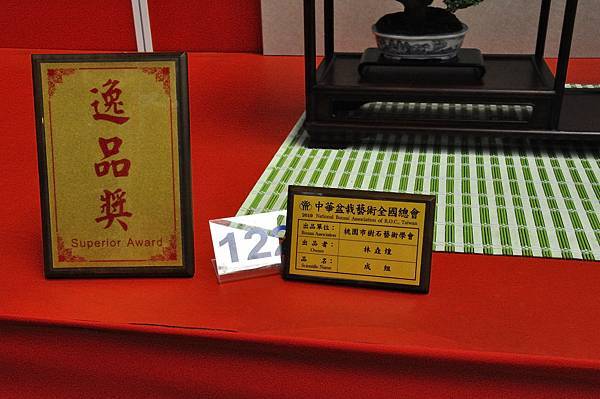 逸品獎
Superior Award
122
中華盆栽藝術全國總會
2010 National Bonsai Association of R.O.C., Taiwan
出品單位： 桃園市樹石藝術學會
Bonsai Association
出品者： 林垚煌
Owner
品名： 成組
Scientific Name